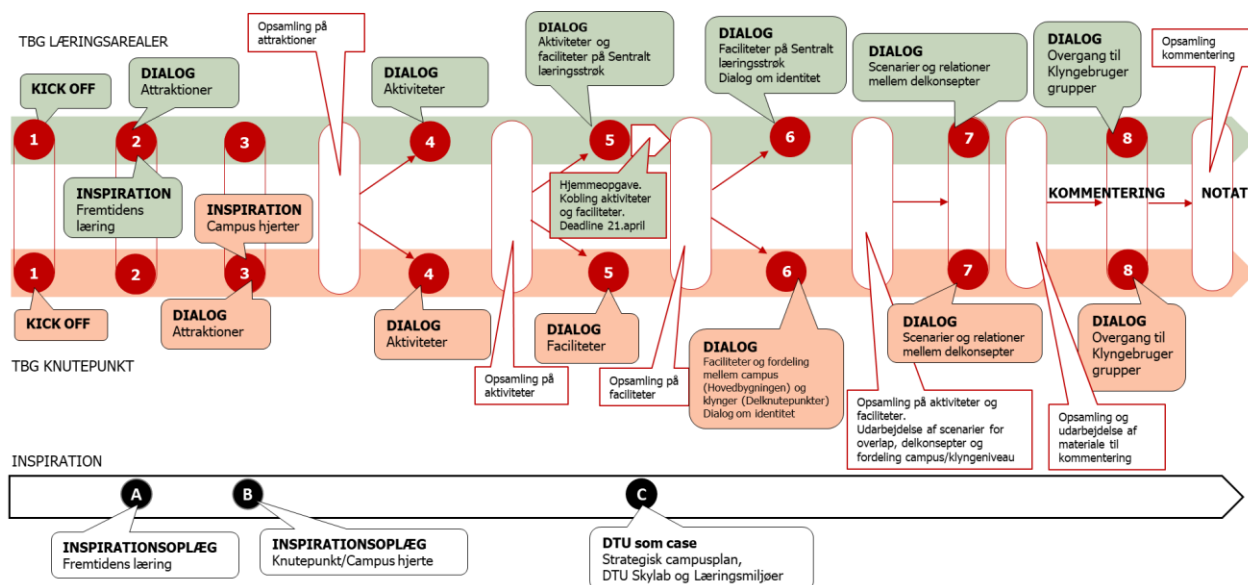 TBG LÆRINGSAREALER
Opsamling på
attraktioner
DIALOG
Aktiviteter og
faciliteter på Sentralt
læringsstrøk
DIALOG
Faciliteter på Sentralt
læringsstrøk
Dialog om identitet
DIALOG
Scenarier og relationer
mellem delkonsepter
DIALOG
Overgang til
Klyngebruger
grupper
Opsamling
kommentering
KICK OFF
DIALOG
Attraktioner
DIALOG
Aktiviteter
1
2
3
4
5
6
7
8
INSPIRATION
Fremtidens
læring
INSPIRATION
Campus hjerter
Hjemmeopgave.
Kobling aktiviteter
og faciliteter.
Deadline 21.april
KOMMENTERING
NOTAT
1
2
3
4
5
6
7
8
KICK OFF
DIALOG
Attraktioner
DIALOG
Aktiviteter
DIALOG
Faciliteter
DIALOG
Faciliteter og fordeling
mellem campus
(Hovedbygningen) og
klynger (Delknutepunkter)
Dialog om identitet
DIALOG
Scenarier og relationer
mellem delkonsepter
DIALOG
Overgang til
Klyngebruger
grupper
TBG KNUTEPUNKT
Opsamling på
aktiviteter
Opsamling på
faciliteter
Opsamling på aktiviteter og
faciliteter.
Udarbejdelse af scenarier for
overlap, delkonsepter og
fordeling campus/klyngeniveau
Opsamling og
udarbejdelse af
materiale til
kommentering
INSPIRATION
A
B
C
INSPIRATIONSOPLÆG
Fremtidens læring
INSPIRATIONSOPLÆG
Knutepunkt/Campus hjerte
DTU som case
Strategisk campusplan,
DTU Skylab og Læringsmiljøer